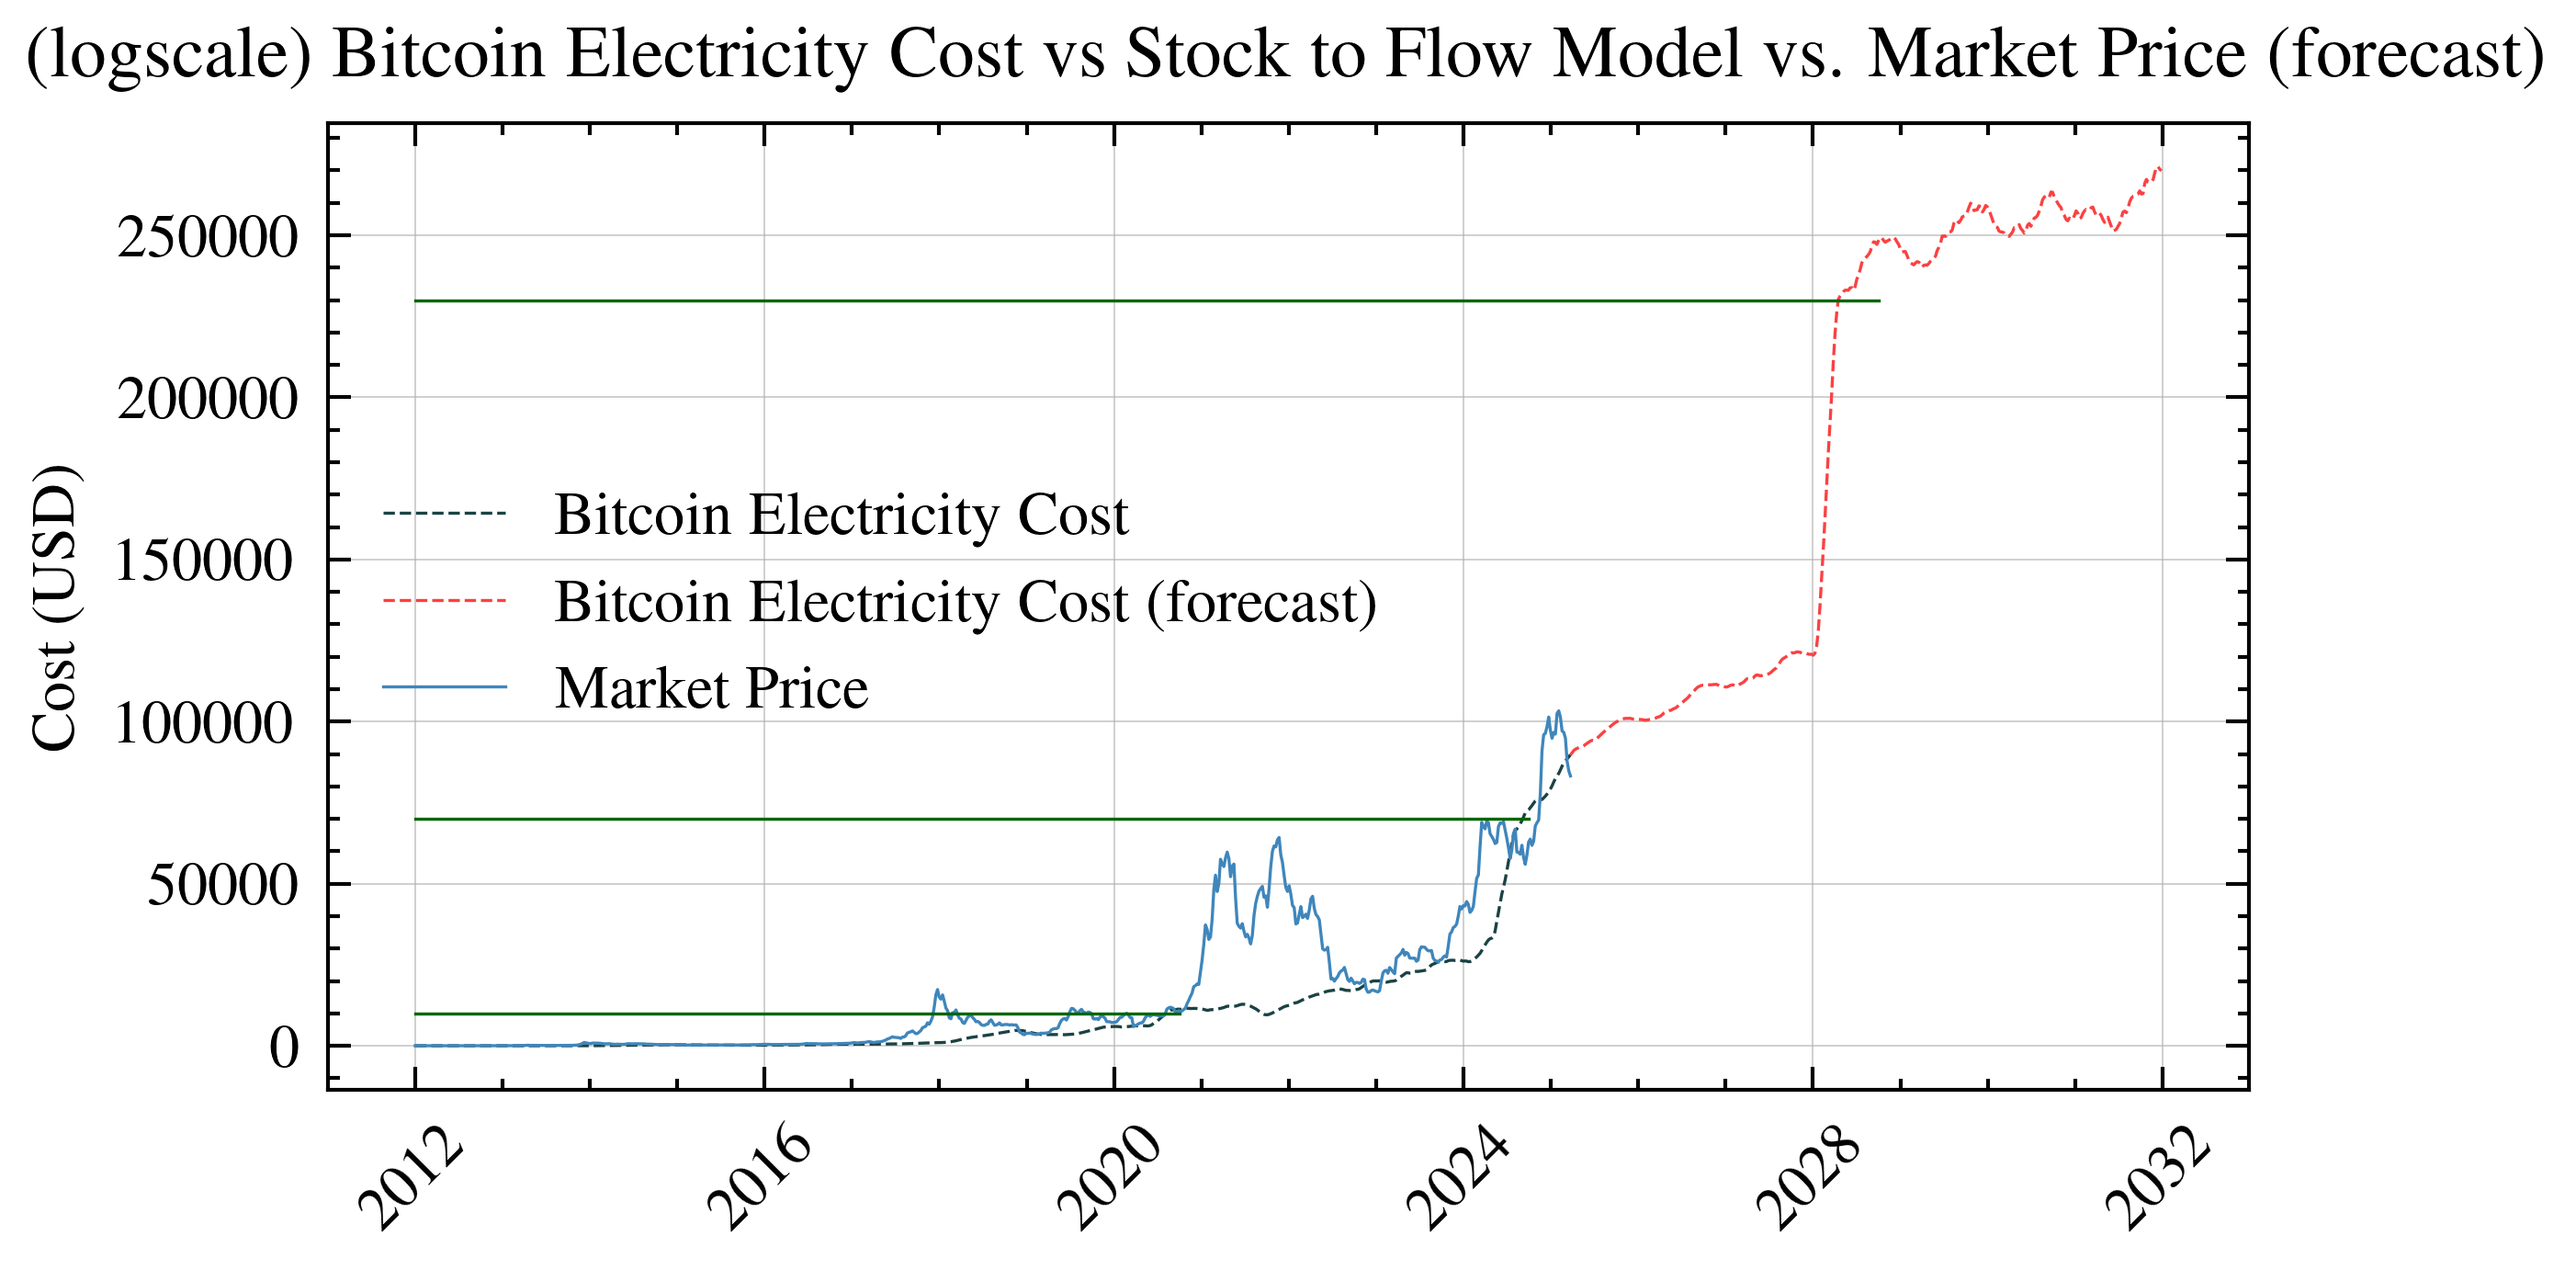 (logscale) Bitcoin Electricity Cost vs Stock to Flow Model vs. Market Price (forecast)
Cost (USD)
250000
200000
150000
100000
50000
0
Bitcoin Electricity Cost
Bitcoin Electricity Cost (forecast)
Market Price
2012
2016
2020
2024
2028
2032